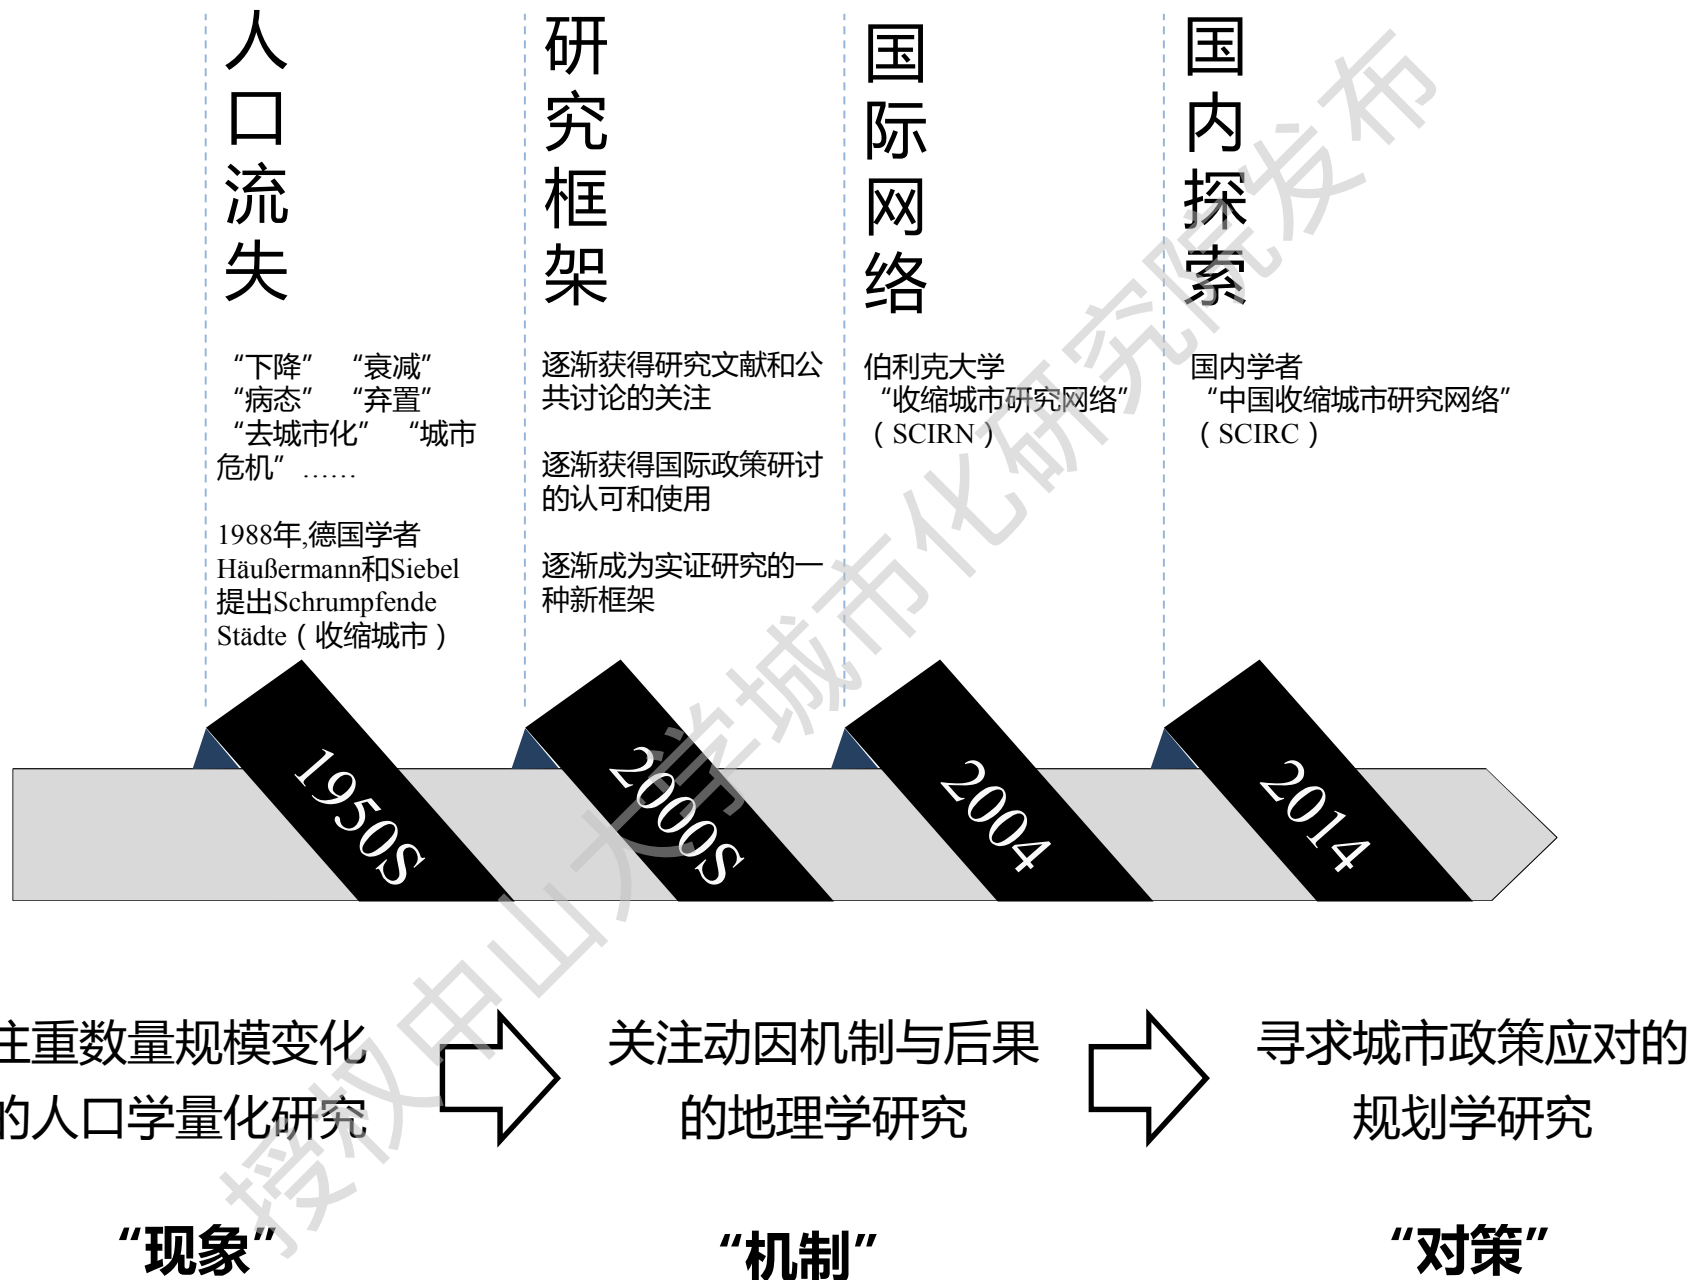 人口流失
“下降” “衰减”
“病态” “弃置”
“去城市化” “城市
危机” ……
1988年,德国学者
Häußermann和Siebel
提出Schrumpfende
Städte（收缩城市）
研究框架
逐渐获得研究文献和公
共讨论的关注
逐渐获得国际政策研讨
的认可和使用
逐渐成为实证研究的一
种新框架
国际网络
伯利克大学
“收缩城市研究网络”
（SCIRN）
国内探索
国内学者
“中国收缩城市研究网络”
（SCIRC）
1950S
2000S
2004
2014
注重数量规模变化
的人口学量化研究
关注动因机制与后果
的地理学研究
寻求城市政策应对的
规划学研究
“现象”
“机制”
“对策”
授权中山大学城市化研究院发布